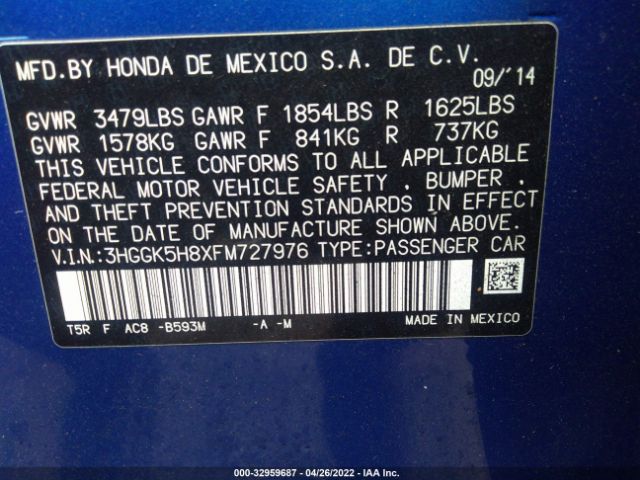 MFD.BY HONDA DE MEXICO S.A. DE C.V.
09/'14
GVWR 3479LBS GAWR F 1854LBS R 1625LBS
GVWR 1578KG GAWR F 841KG R 737KG
THIS VEHICLE CONFORMS TO ALL APPLICABLE
FEDERAL MOTOR VEHICLE SAFETY , BUMPER ,
AND THEFT PREVENTION STANDARDS IN EFFECT
ON THE DATE OF MANUFACTURE SHOWN ABOVE.
V.I.N.:3HGGK5H8XFM727976 TYPE:PASSENGER CAR
T5R F AC8 -B593M -A -M MADE IN MEXICO
000-32959687 - 04/26/2022 - IAA Inc.